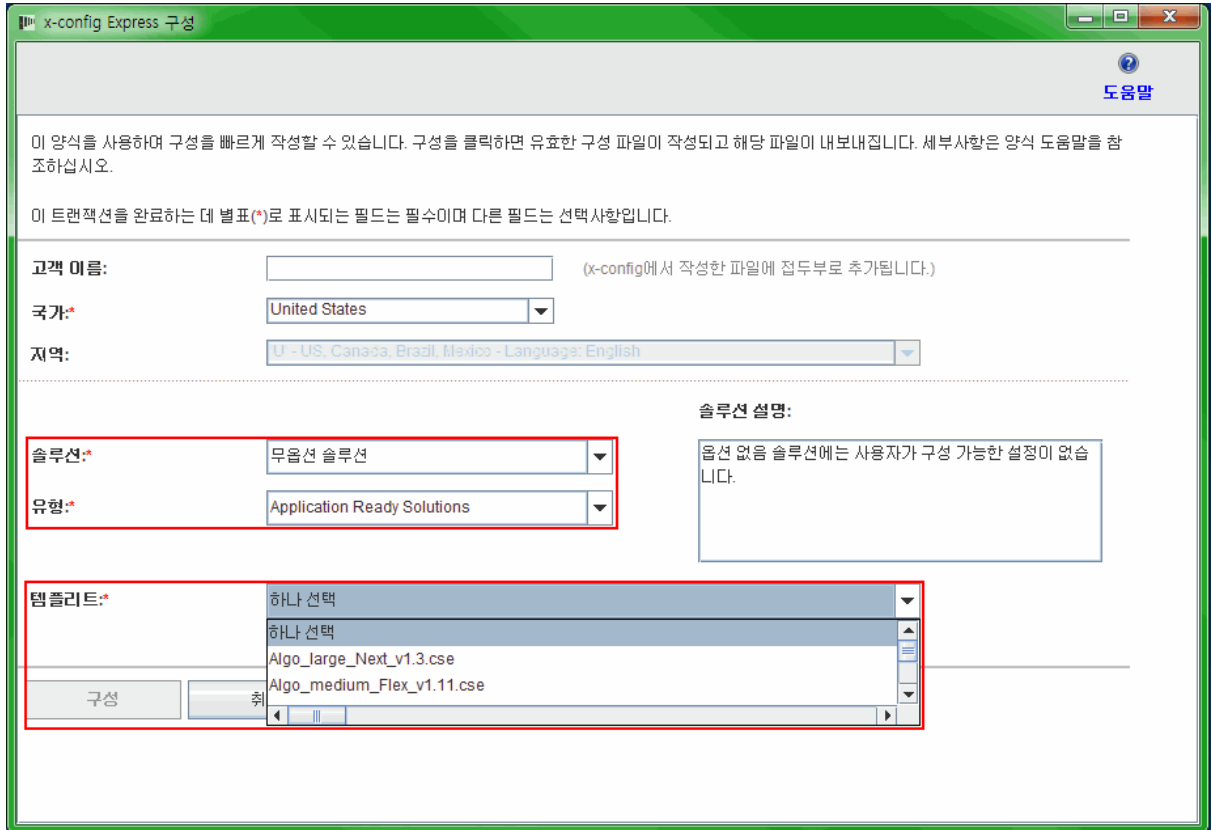 x-config Express 구성
도움말
이 양식을 사용하여 구성을 빠르게 작성할 수 있습니다. 구성을 클릭하면 유효한 구성 파일이 작성되고 해당 파일이 내보내집니다. 세부사항은 양식 도움말을 참
조하십시오.
이 트랜잭션을 완료하는 데 별표(*)로 표시되는 필드는 필수이며 다른 필드는 선택사항입니다.
고객 이름: (x-config에서 작성한 파일에 접두부로 추가됩니다.)
국가:* United States
지역: 'U' - US, Canada, Brazil, Mexico - Language: English
솔루션 설명:
솔루션:* 무옵션 솔루션
옵션 없음 솔루션에는 사용자가 구성 가능한 설정이 없습
니다.
유형:* Application Ready Solutions
템플리트:* 하나 선택
하나 선택
Algo_large_Next_v1.3.cse
Algo_medium_Flex_v1.11.cse
구성 취